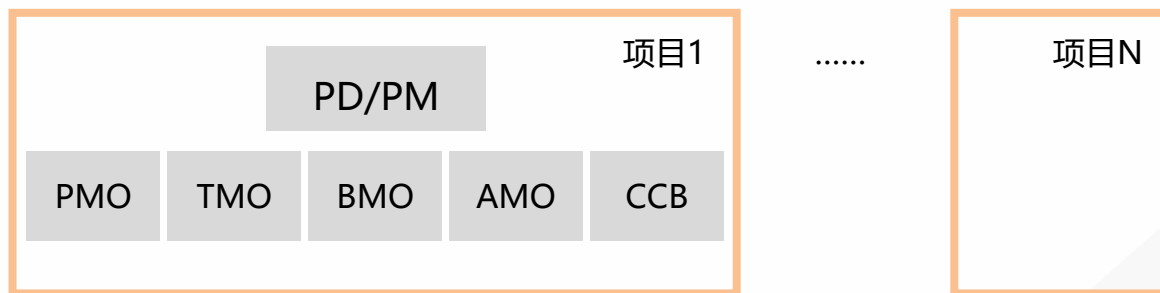 项目1
......
项目N
PD/PM
PMO
TMO
BMO
AMO
CCB